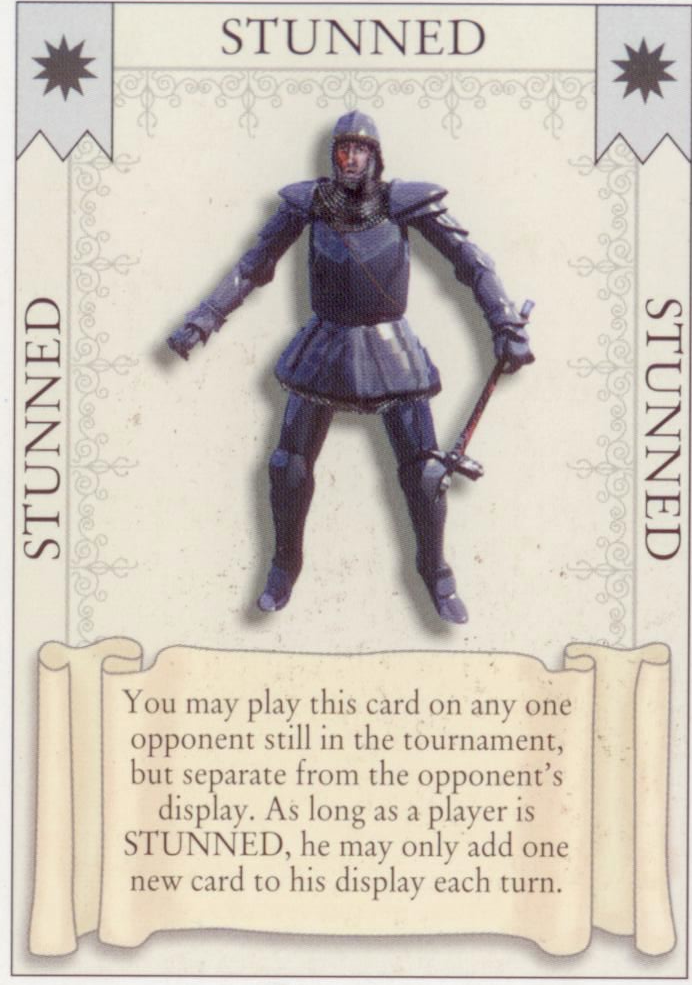 STUNNED
STUNNED
STUNNED
You may play this card on any one
opponent still in the tournament,
but separate from the opponent's
display. As long as a player is
STUNNED, he may only add one
new card to his display each turn.